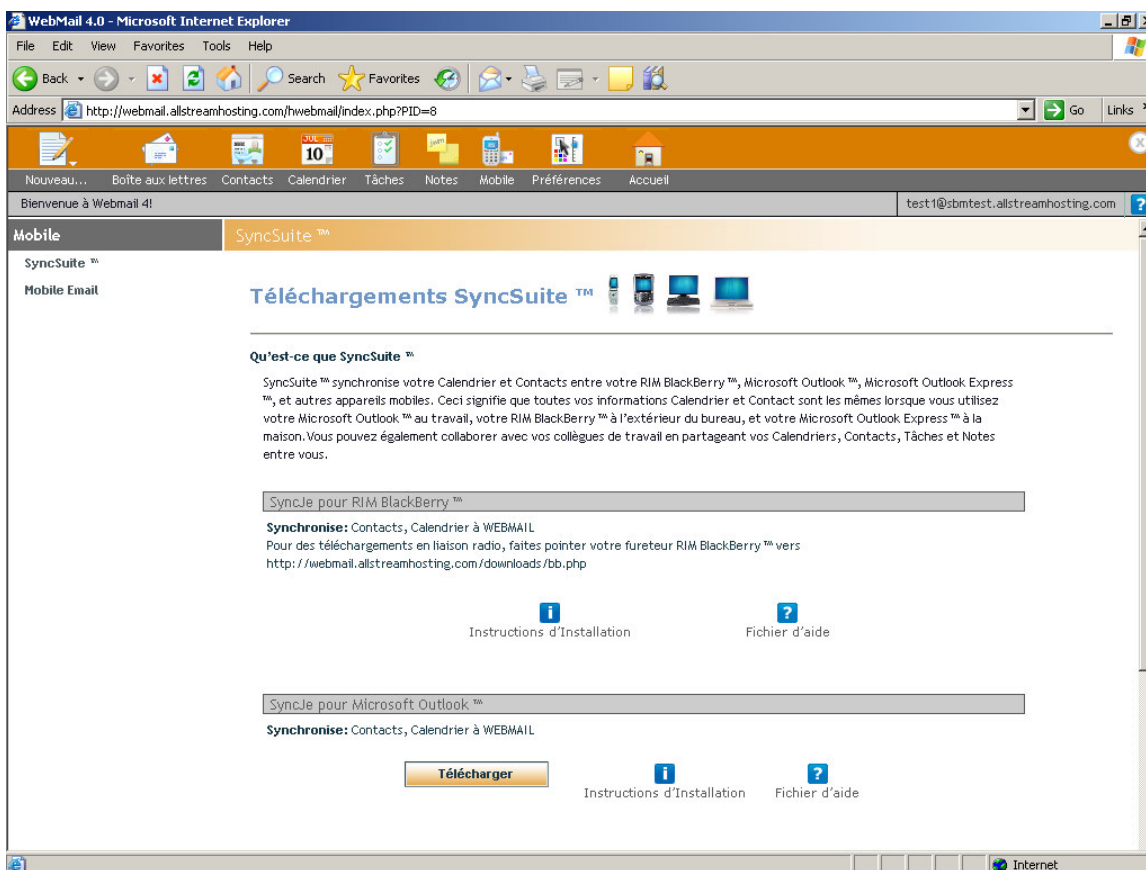 WebMail 4.0 - Microsoft Internet Explorer
File Edit View Favorites Tools Help
Back Search Favorites
Address http://webmail.allstreamhosting.com/hwebmail/index.php?PID=8 Go Links
JUL 10
Nouveau... Boîte aux lettres Contacts Calendrier Tâches Notes Mobile Préférences Accueil
Bienvenue à Webmail 4! test1@sbmtest.allstreamhosting.com ?
Mobile
SyncSuite ™
Mobile Email
SyncSuite ™
Téléchargements SyncSuite ™
Qu'est-ce que SyncSuite ™
SyncSuite ™ synchronise votre Calendrier et Contacts entre votre RIM BlackBerry ™, Microsoft Outlook ™, Microsoft Outlook Express
™, et autres appareils mobiles. Ceci signifie que toutes vos informations Calendrier et Contact sont les mêmes lorsque vous utilisez
votre Microsoft Outlook ™ au travail, votre RIM BlackBerry ™ à l'extérieur du bureau, et votre Microsoft Outlook Express ™ à la
maison.Vous pouvez également collaborer avec vos collègues de travail en partageant vos Calendriers, Contacts, Tâches et Notes
entre vous.
SyncJe pour RIM BlackBerry ™
Synchronise: Contacts, Calendrier à WEBMAIL
Pour des téléchargements en liaison radio, faites pointer votre fureteur RIM BlackBerry ™ vers
http://webmail.allstreamhosting.com/downloads/bb.php
i ?
Instructions d'Installation Fichier d'aide
SyncJe pour Microsoft Outlook ™
Synchronise: Contacts, Calendrier à WEBMAIL
Télécharger i ?
Instructions d'Installation Fichier d'aide
Internet